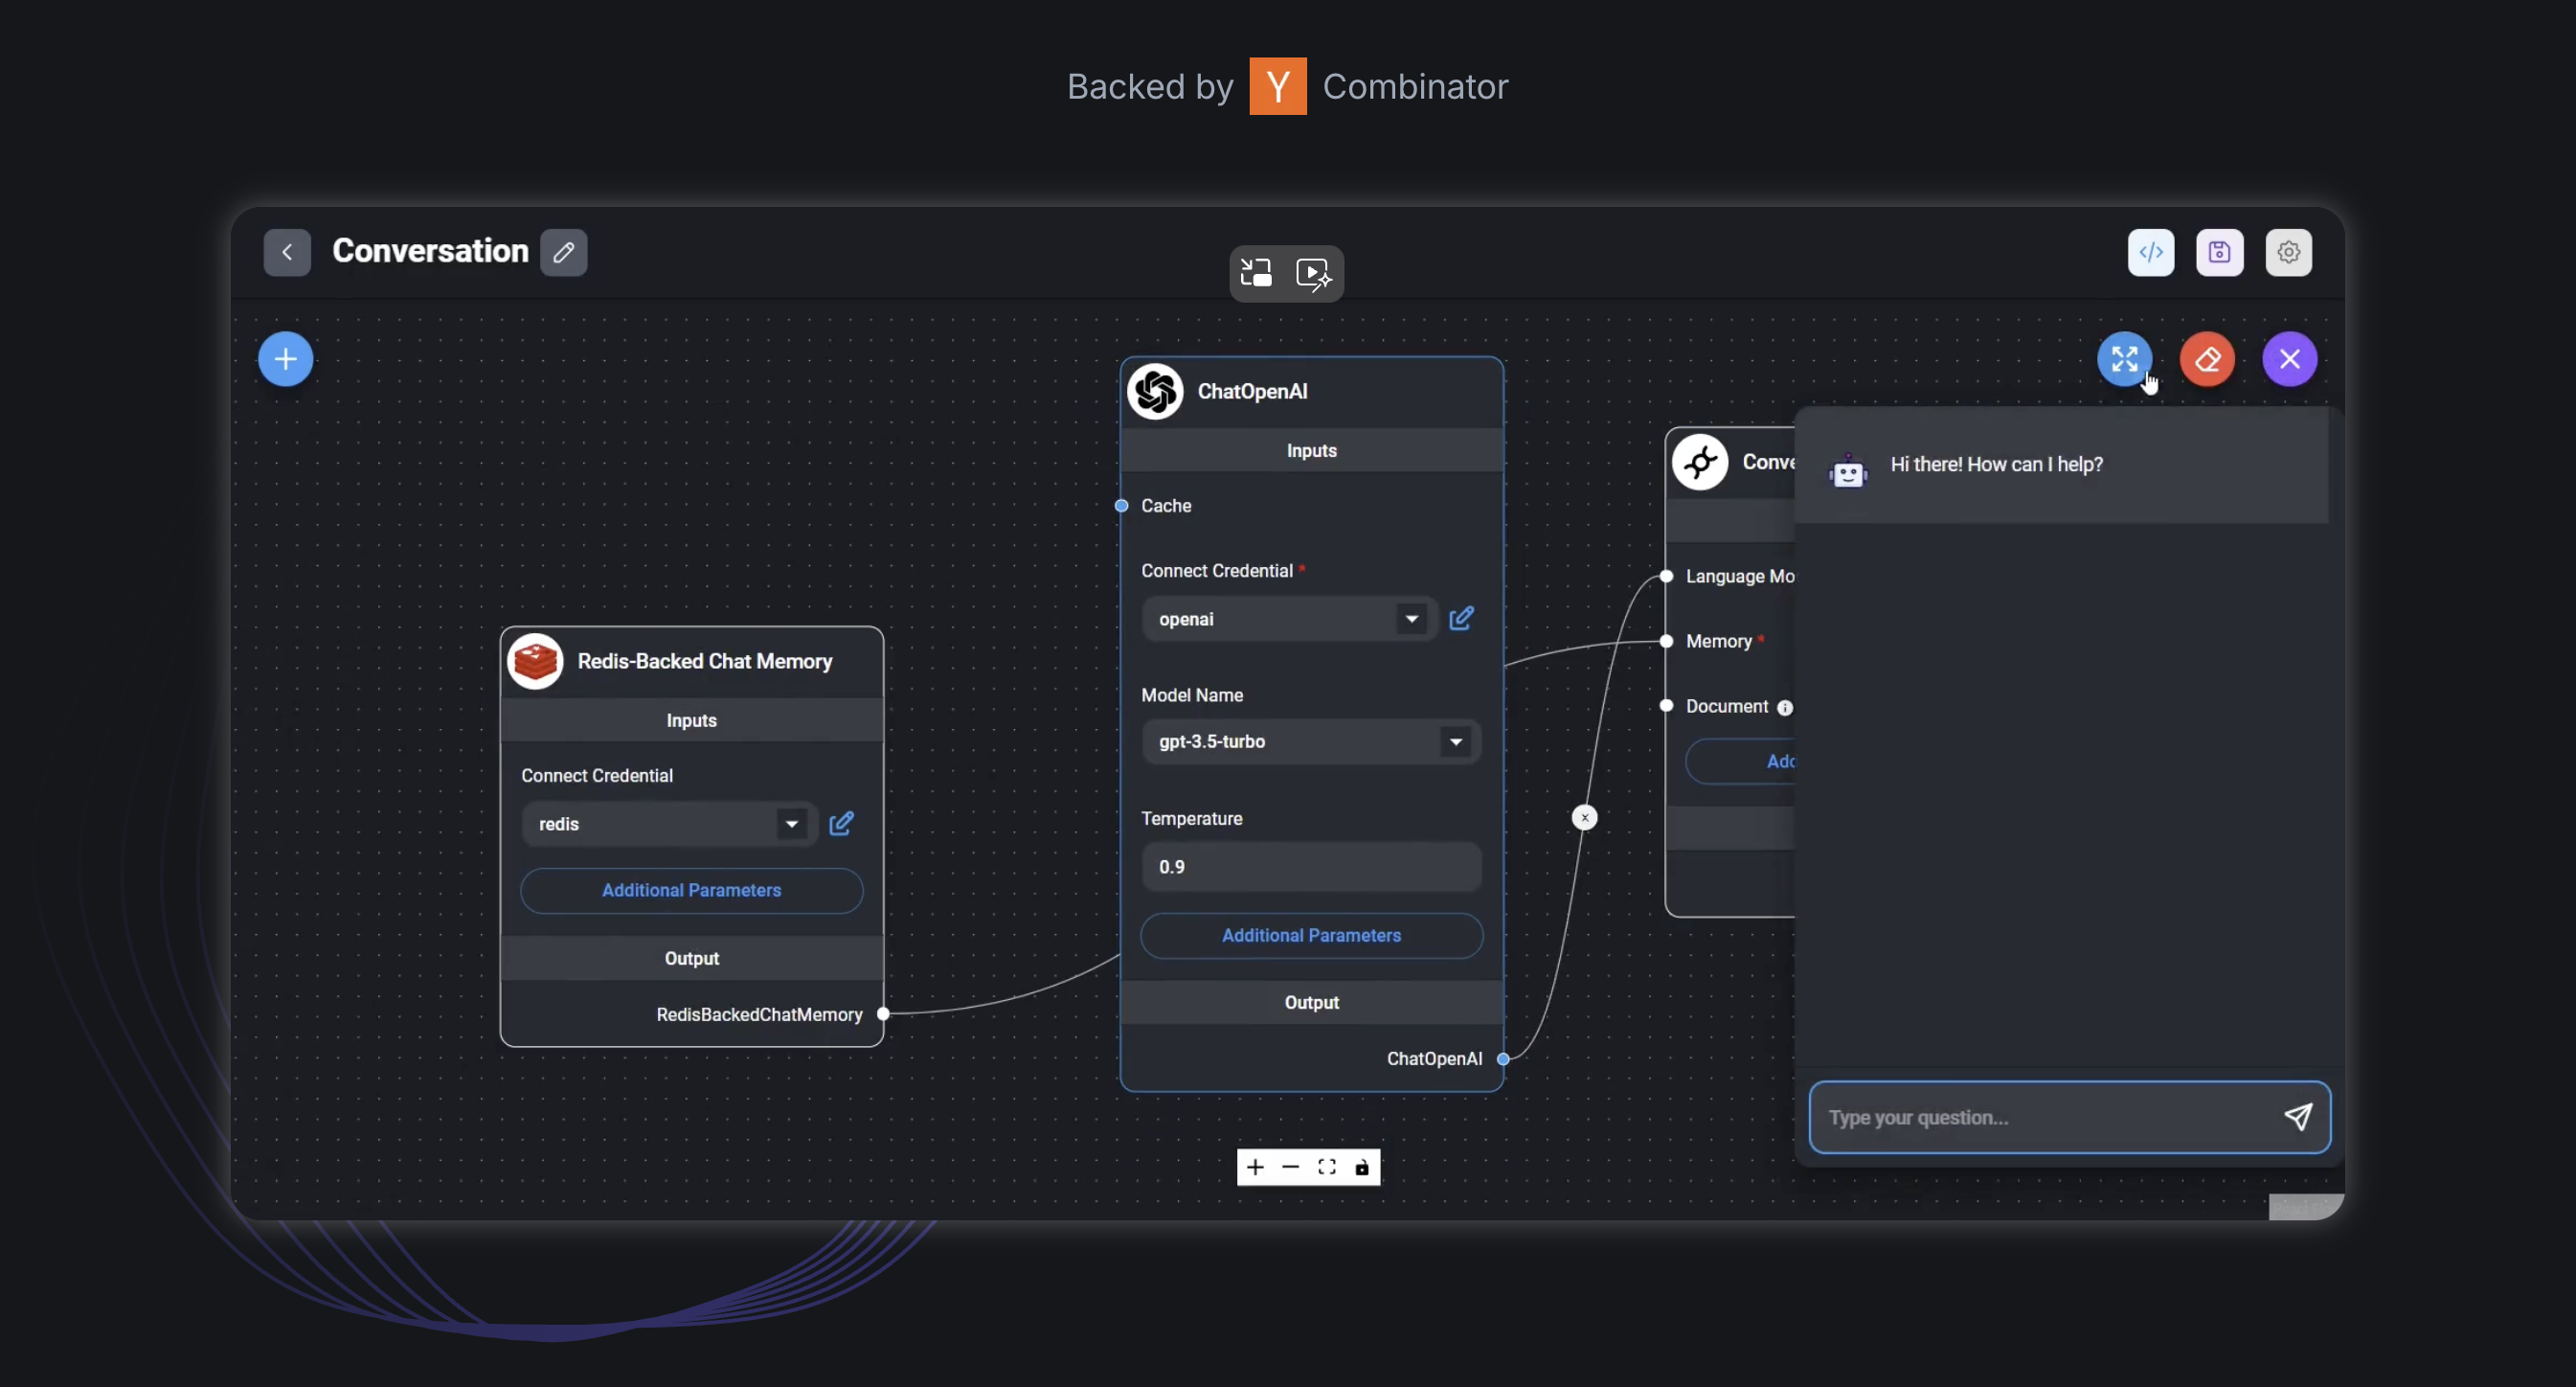 Backed by Y Combinator
Conversation
ChatOpenAI
Inputs
Cache
Connect Credential *
openai
Model Name
gpt-3.5-turbo
Temperature
0.9
Additional Parameters
Output
ChatOpenAI
Redis-Backed Chat Memory
Inputs
Connect Credential
redis
Additional Parameters
Output
RedisBackedChatMemory
Conve
Language Mo
Memory *
Document
Add
Hi there! How can I help?
Type your question...